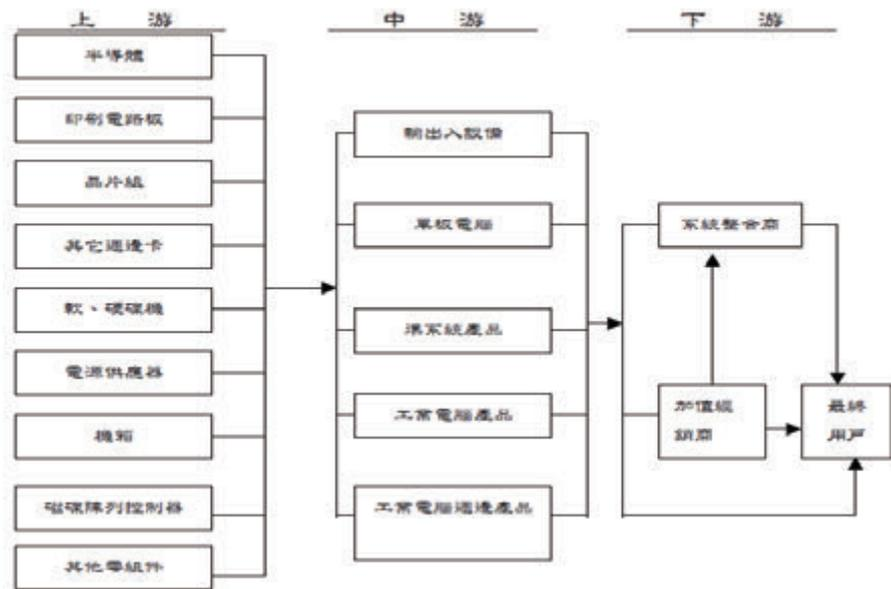 上 游
半導體
印刷電路板
晶片組
其它週邊卡
軟、硬碟機
電源供應器
機箱
磁碟陣列控制器
其他零組件
中 游
輸出入設備
單板電腦
準系統產品
工業電腦產品
工業電腦週邊產品
下 游
系統整合商
加值經
銷商
最終
用戶